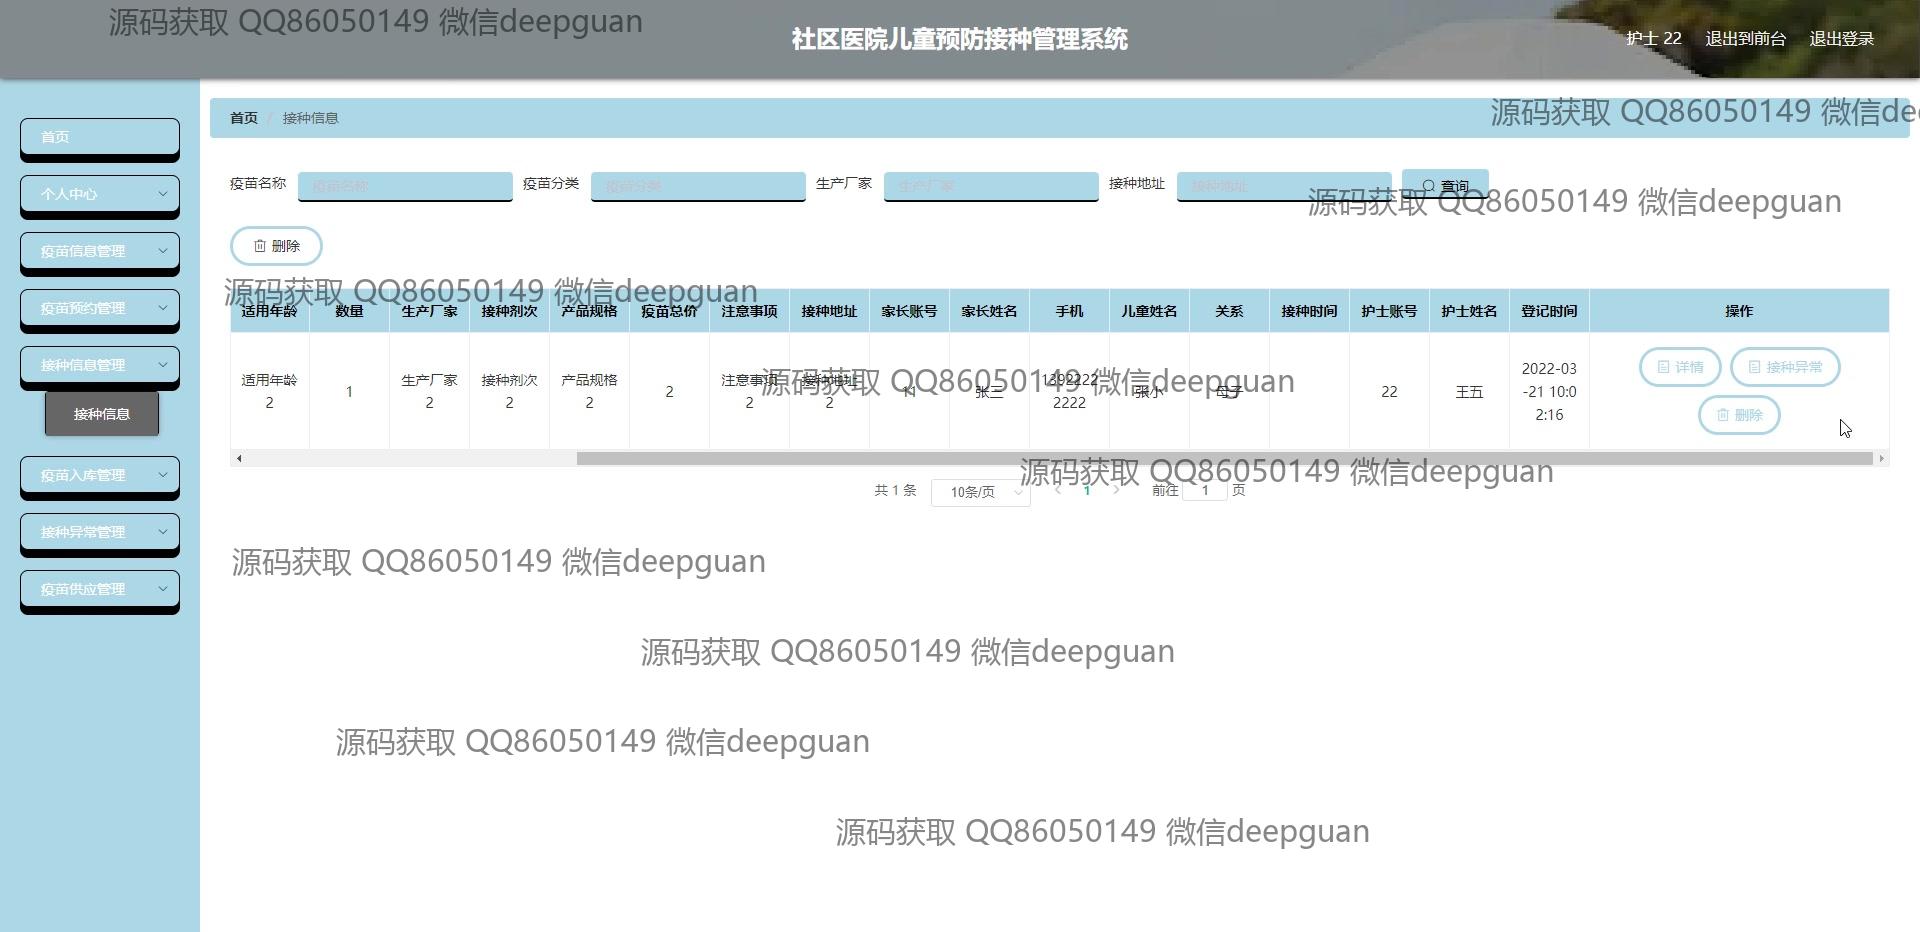 源码获取 QQ86050149 微信deepguan
社区医院儿童预防接种管理系统
护士 22 退出到前台 退出登录
首页
个人中心
疫苗信息管理
疫苗预约管理
接种信息管理
接种信息
疫苗入库管理
接种异常管理
疫苗供应管理
首页 / 接种信息
源码获取 QQ86050149 微信dee
疫苗名称 疫苗名称 疫苗分类 疫苗分类 生产厂家 生产厂家 接种地址 接种地址 查询
源码获取 QQ86050149 微信deepguan
删除
源码获取 QQ86050149 微信deepguan
适用年龄 数量 生产厂家 接种剂次 产品规格 疫苗总价 注意事项 接种地址 家长账号 家长姓名 手机 儿童姓名 关系 接种时间 护士账号 护士姓名 登记时间 操作
适用年龄2 1 生产厂家2 接种剂次2 产品规格2 2 注意事项2 接种地址2 11 张三 13922222222 张小 母子 22 王五 2022-03-21 10:02:16 详情 接种异常
删除
源码获取 QQ86050149 微信deepguan
源码获取 QQ86050149 微信deepguan
共 1 条 10条/页 1 前往 1 页
源码获取 QQ86050149 微信deepguan
源码获取 QQ86050149 微信deepguan
源码获取 QQ86050149 微信deepguan
源码获取 QQ86050149 微信deepguan